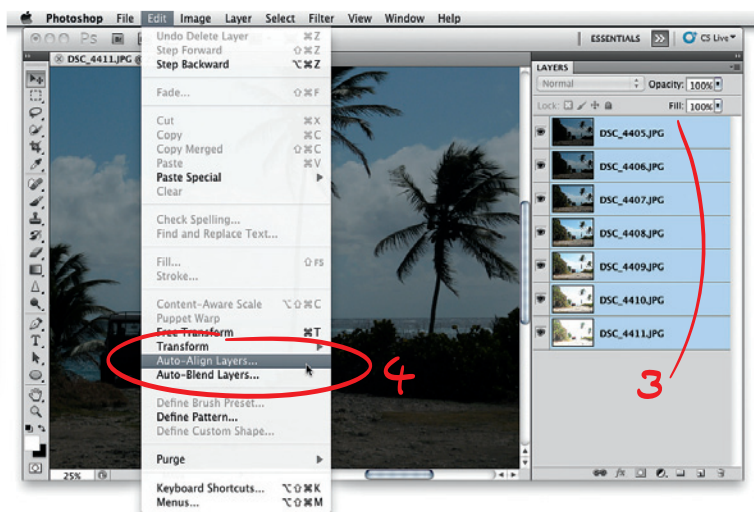 Photoshop File Edit Image Layer Select Filter View Window Help
Ps ESSENTIALS CS Live
DSC_4411.JPG @
Undo Delete Layer ⌘Z
Step Forward ⇧⌘Z
Step Backward ⌥⌘Z
Fade... ⇧⌘F
Cut ⌘X
Copy ⌘C
Copy Merged ⇧⌘C
Paste ⌘V
Paste Special
Clear
Check Spelling...
Find and Replace Text...
Fill... ⇧F5
Stroke...
Content-Aware Scale ⌥⇧⌘C
Puppet Warp
Free Transform ⌘T
Transform
Auto-Align Layers...
Auto-Blend Layers...
Define Brush Preset...
Define Pattern...
Define Custom Shape...
Purge
Keyboard Shortcuts... ⌥⇧⌘K
Menus... ⌥⇧⌘M
4
25%
LAYERS
Normal Opacity: 100%
Lock: Fill: 100%
DSC_4405.JPG
DSC_4406.JPG
DSC_4407.JPG
DSC_4408.JPG
DSC_4409.JPG
DSC_4410.JPG
DSC_4411.JPG
3
fx